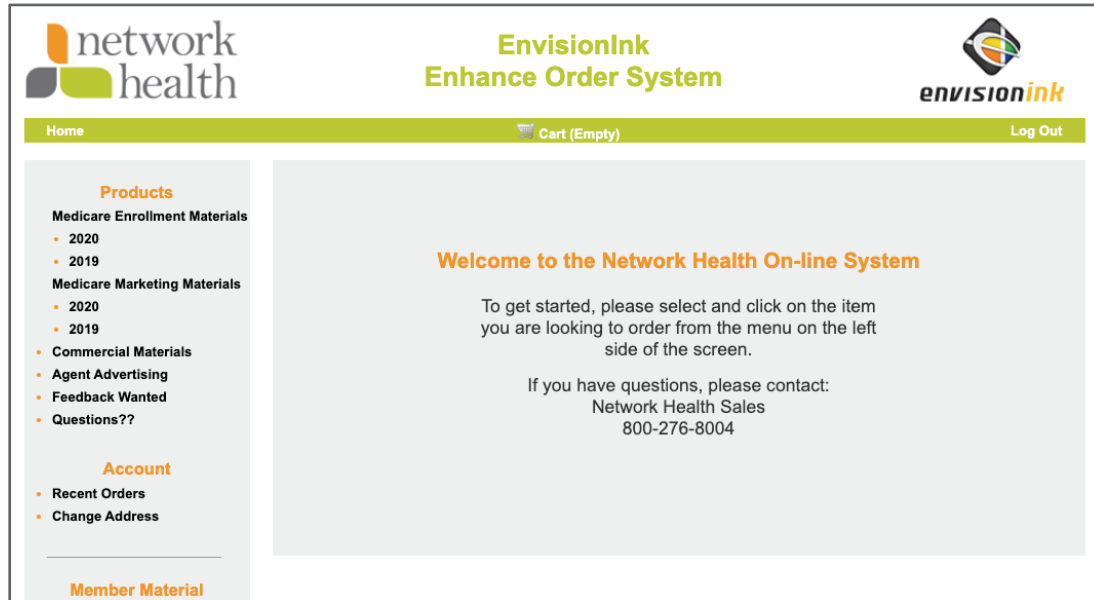 network
health
EnvisionInk
Enhance Order System
envisionink
Home
Cart (Empty)
Log Out
Products
Medicare Enrollment Materials
2020
2019
Medicare Marketing Materials
2020
2019
Commercial Materials
Agent Advertising
Feedback Wanted
Questions??
Account
Recent Orders
Change Address
Member Material
Welcome to the Network Health On-line System
To get started, please select and click on the item
you are looking to order from the menu on the left
side of the screen.
If you have questions, please contact:
Network Health Sales
800-276-8004